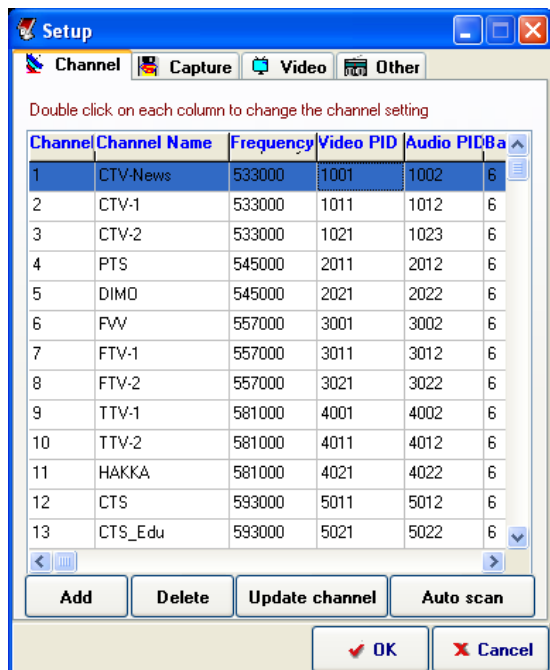 Setup
Channel Capture Video Other
Double click on each column to change the channel setting
Channel Channel Name Frequency Video PID Audio PID Ba
1 CTV-News 533000 1001 1002 6
2 CTV-1 533000 1011 1012 6
3 CTV-2 533000 1021 1023 6
4 PTS 545000 2011 2012 6
5 DIMO 545000 2021 2022 6
6 FVV 557000 3001 3002 6
7 FTV-1 557000 3011 3012 6
8 FTV-2 557000 3021 3022 6
9 TTV-1 581000 4001 4002 6
10 TTV-2 581000 4011 4012 6
11 HAKKA 581000 4021 4022 6
12 CTS 593000 5011 5012 6
13 CTS_Edu 593000 5021 5022 6
Add Delete Update channel Auto scan
OK Cancel